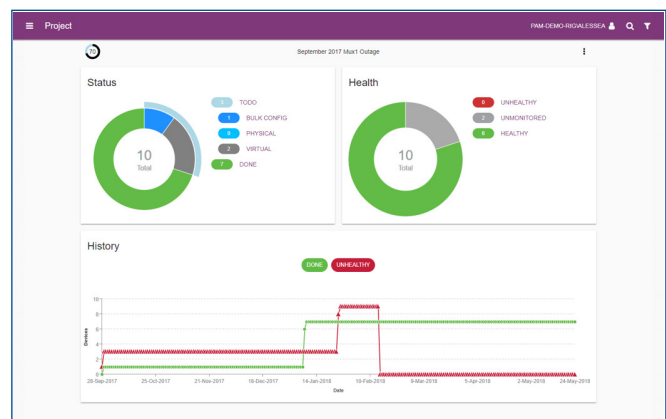 Project
PAM-DEMO-RIG\ALESSEA
70
September 2017 Mux1 Outage
Status
TODO
1 BULK CONFIG
PHYSICAL
2 VIRTUAL
7 DONE
10
Total
Health
0 UNHEALTHY
2 UNMONITORED
8 HEALTHY
10
Total
History
DONE UNHEALTHY
10
8
6
4
2
0
Devices
26-Sep-2017 25-Oct-2017 21-Nov-2017 18-Dec-2017 14-Jan-2018 10-Feb-2018 9-Mar-2018 5-Apr-2018 2-May-2018 24-May-2018
Date